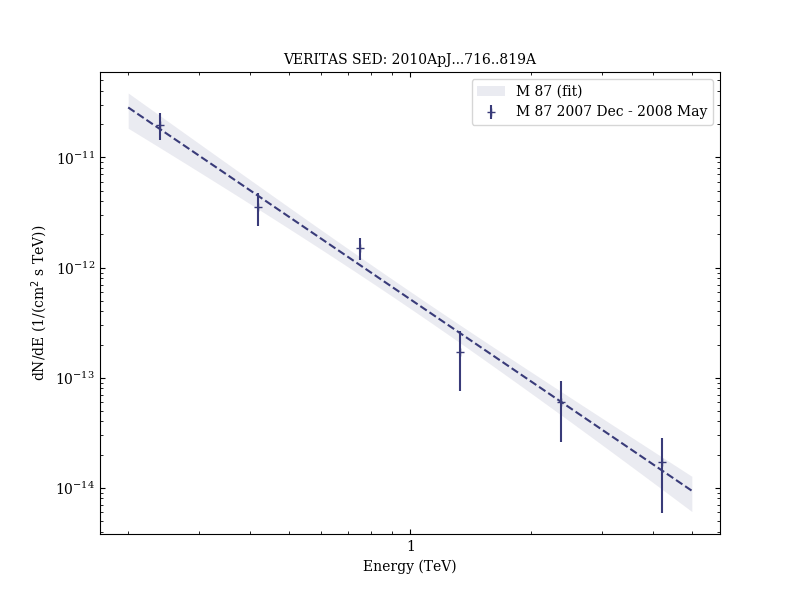 VERITAS SED: 2010ApJ...716..819A
M 87 (fit)
M 87 2007 Dec - 2008 May
10⁻¹¹
10⁻¹²
10⁻¹³
10⁻¹⁴
dN/dE (1/(cm² s TeV))
1
Energy (TeV)